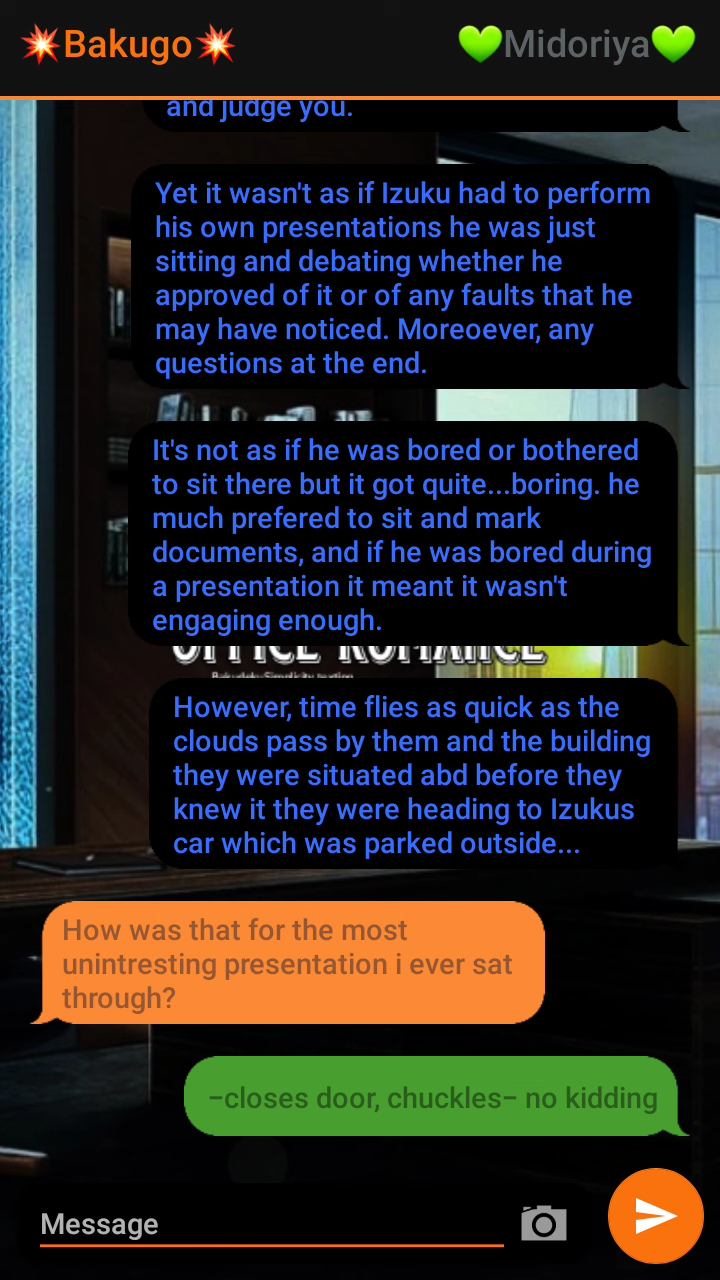 💥Bakugo💥 💚Midoriya💚
and judge you.
Yet it wasn't as if Izuku had to perform
his own presentations he was just
sitting and debating whether he
approved of it or of any faults that he
may have noticed. Moreoever, any
questions at the end.
It's not as if he was bored or bothered
to sit there but it got quite...boring. he
much prefered to sit and mark
documents, and if he was bored during
a presentation it meant it wasn't
engaging enough.
OFFICE ROMANCE
Bakudeku Simplicity texting
However, time flies as quick as the
clouds pass by them and the building
they were situated abd before they
knew it they were heading to Izukus
car which was parked outside...
How was that for the most
unintresting presentation i ever sat
through?
–closes door, chuckles– no kidding
Message